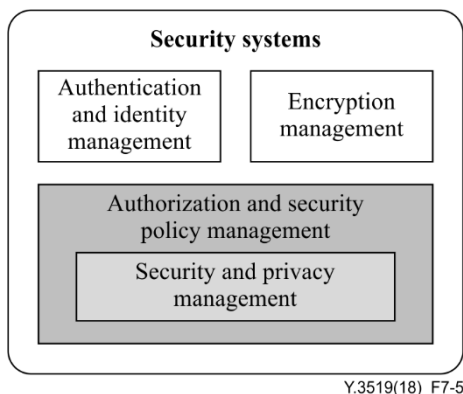 Security systems
Authentication
and identity
management
Encryption
management
Authorization and security
policy management
Security and privacy
management
Y.3519(18)_F7-5